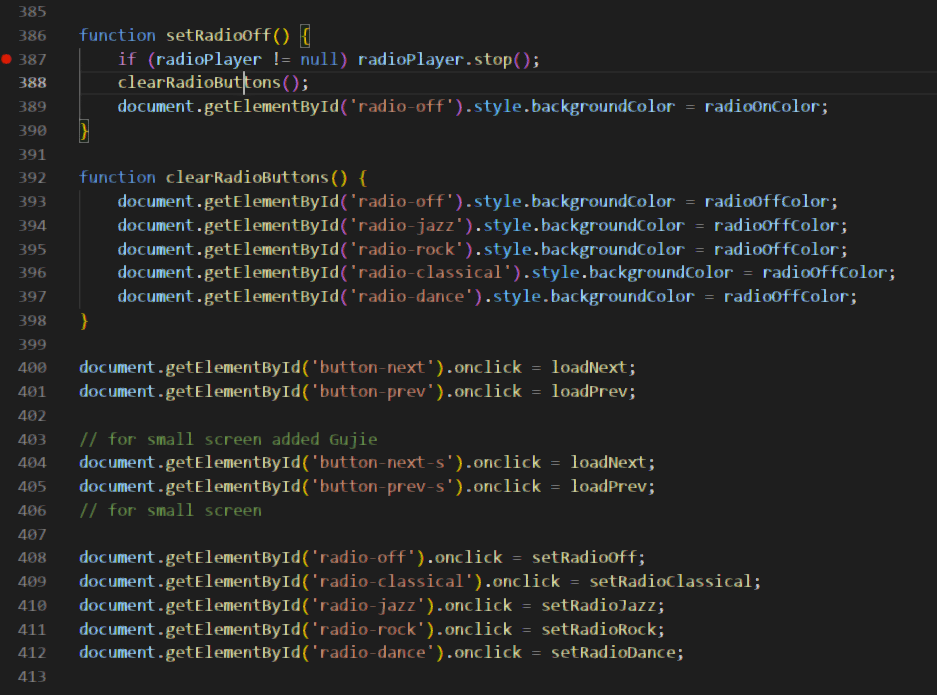 385
386 function setRadioOff() {
387     if (radioPlayer != null) radioPlayer.stop();
388     clearRadioButtons();
389     document.getElementById('radio-off').style.backgroundColor = radioOnColor;
390 }
391
392 function clearRadioButtons() {
393     document.getElementById('radio-off').style.backgroundColor = radioOffColor;
394     document.getElementById('radio-jazz').style.backgroundColor = radioOffColor;
395     document.getElementById('radio-rock').style.backgroundColor = radioOffColor;
396     document.getElementById('radio-classical').style.backgroundColor = radioOffColor;
397     document.getElementById('radio-dance').style.backgroundColor = radioOffColor;
398 }
399
400 document.getElementById('button-next').onclick = loadNext;
401 document.getElementById('button-prev').onclick = loadPrev;
402
403 // for small screen added Gujie
404 document.getElementById('button-next-s').onclick = loadNext;
405 document.getElementById('button-prev-s').onclick = loadPrev;
406 // for small screen
407
408 document.getElementById('radio-off').onclick = setRadioOff;
409 document.getElementById('radio-classical').onclick = setRadioClassical;
410 document.getElementById('radio-jazz').onclick = setRadioJazz;
411 document.getElementById('radio-rock').onclick = setRadioRock;
412 document.getElementById('radio-dance').onclick = setRadioDance;
413